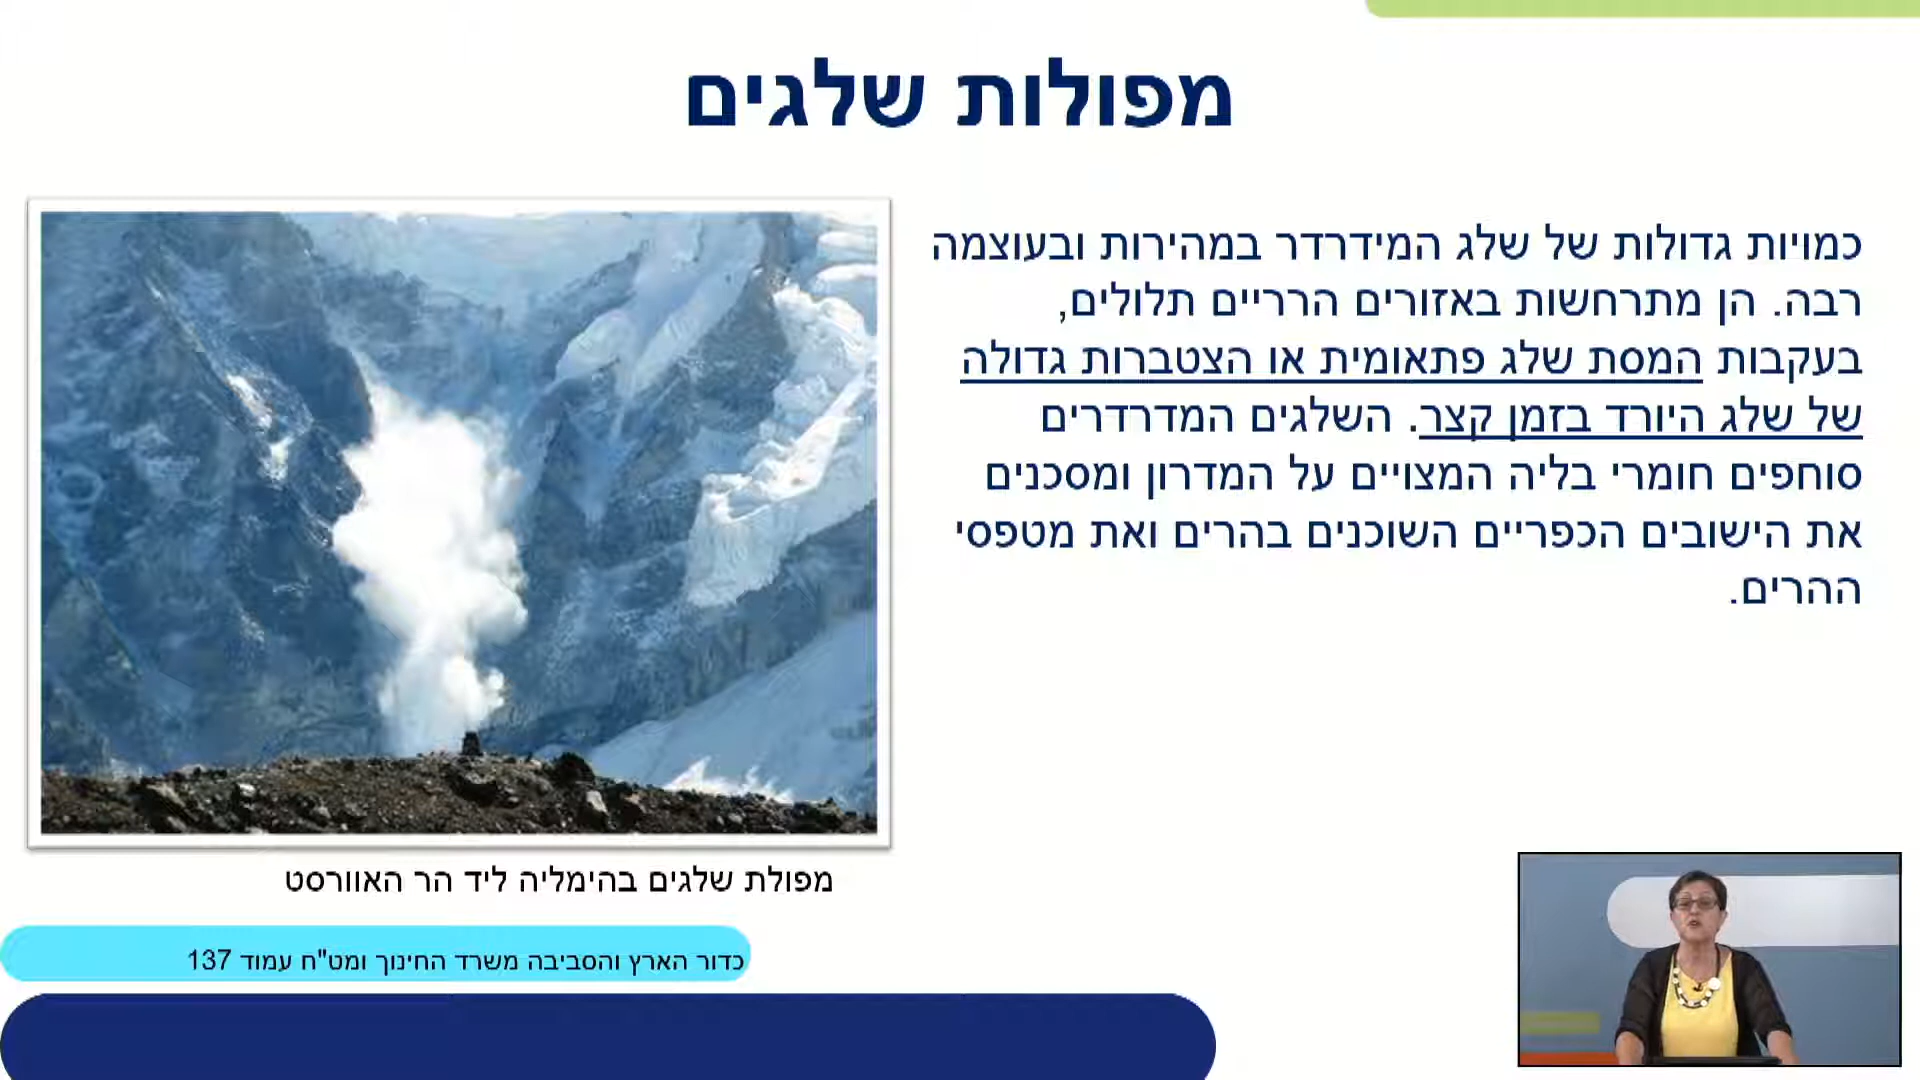 מפולות שלגים
כמויות גדולות של שלג המידרדר במהירות ובעוצמה
רבה. הן מתרחשות באזורים הרריים תלולים,
בעקבות המסת שלג פתאומית או הצטברות גדולה
של שלג היורד בזמן קצר. השלגים המדרדרים
סוחפים חומרי בליה המצויים על המדרון ומסכנים
את הישובים הכפריים השוכנים בהרים ואת מטפסי
ההרים.
מפולת שלגים בהימליה ליד הר האוורסט
כדור הארץ והסביבה משרד החינוך ומט"ח עמוד 137